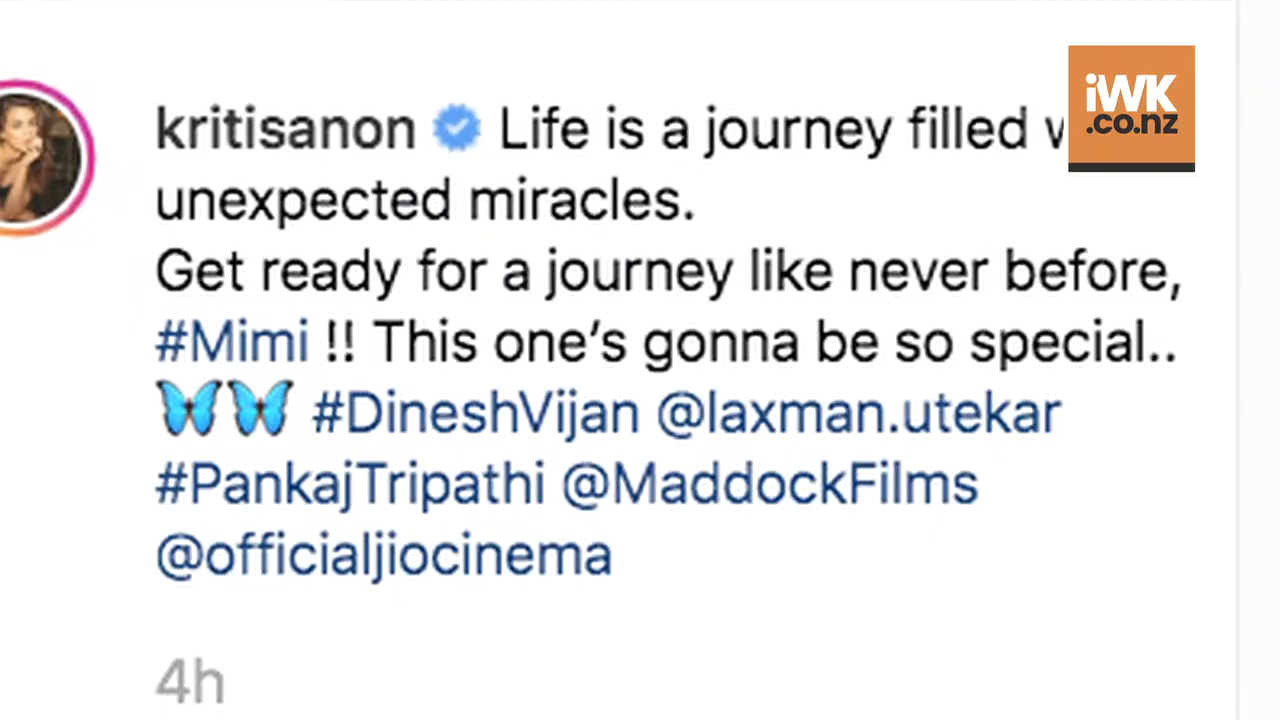 kritisanon Life is a journey filled
unexpected miracles.
Get ready for a journey like never before,
#Mimi !! This one’s gonna be so special..
🦋🦋 #DineshVijan @laxman.utekar
#PankajTripathi @MaddockFilms
@officialjiocinema
4h
iWK
.co.nz